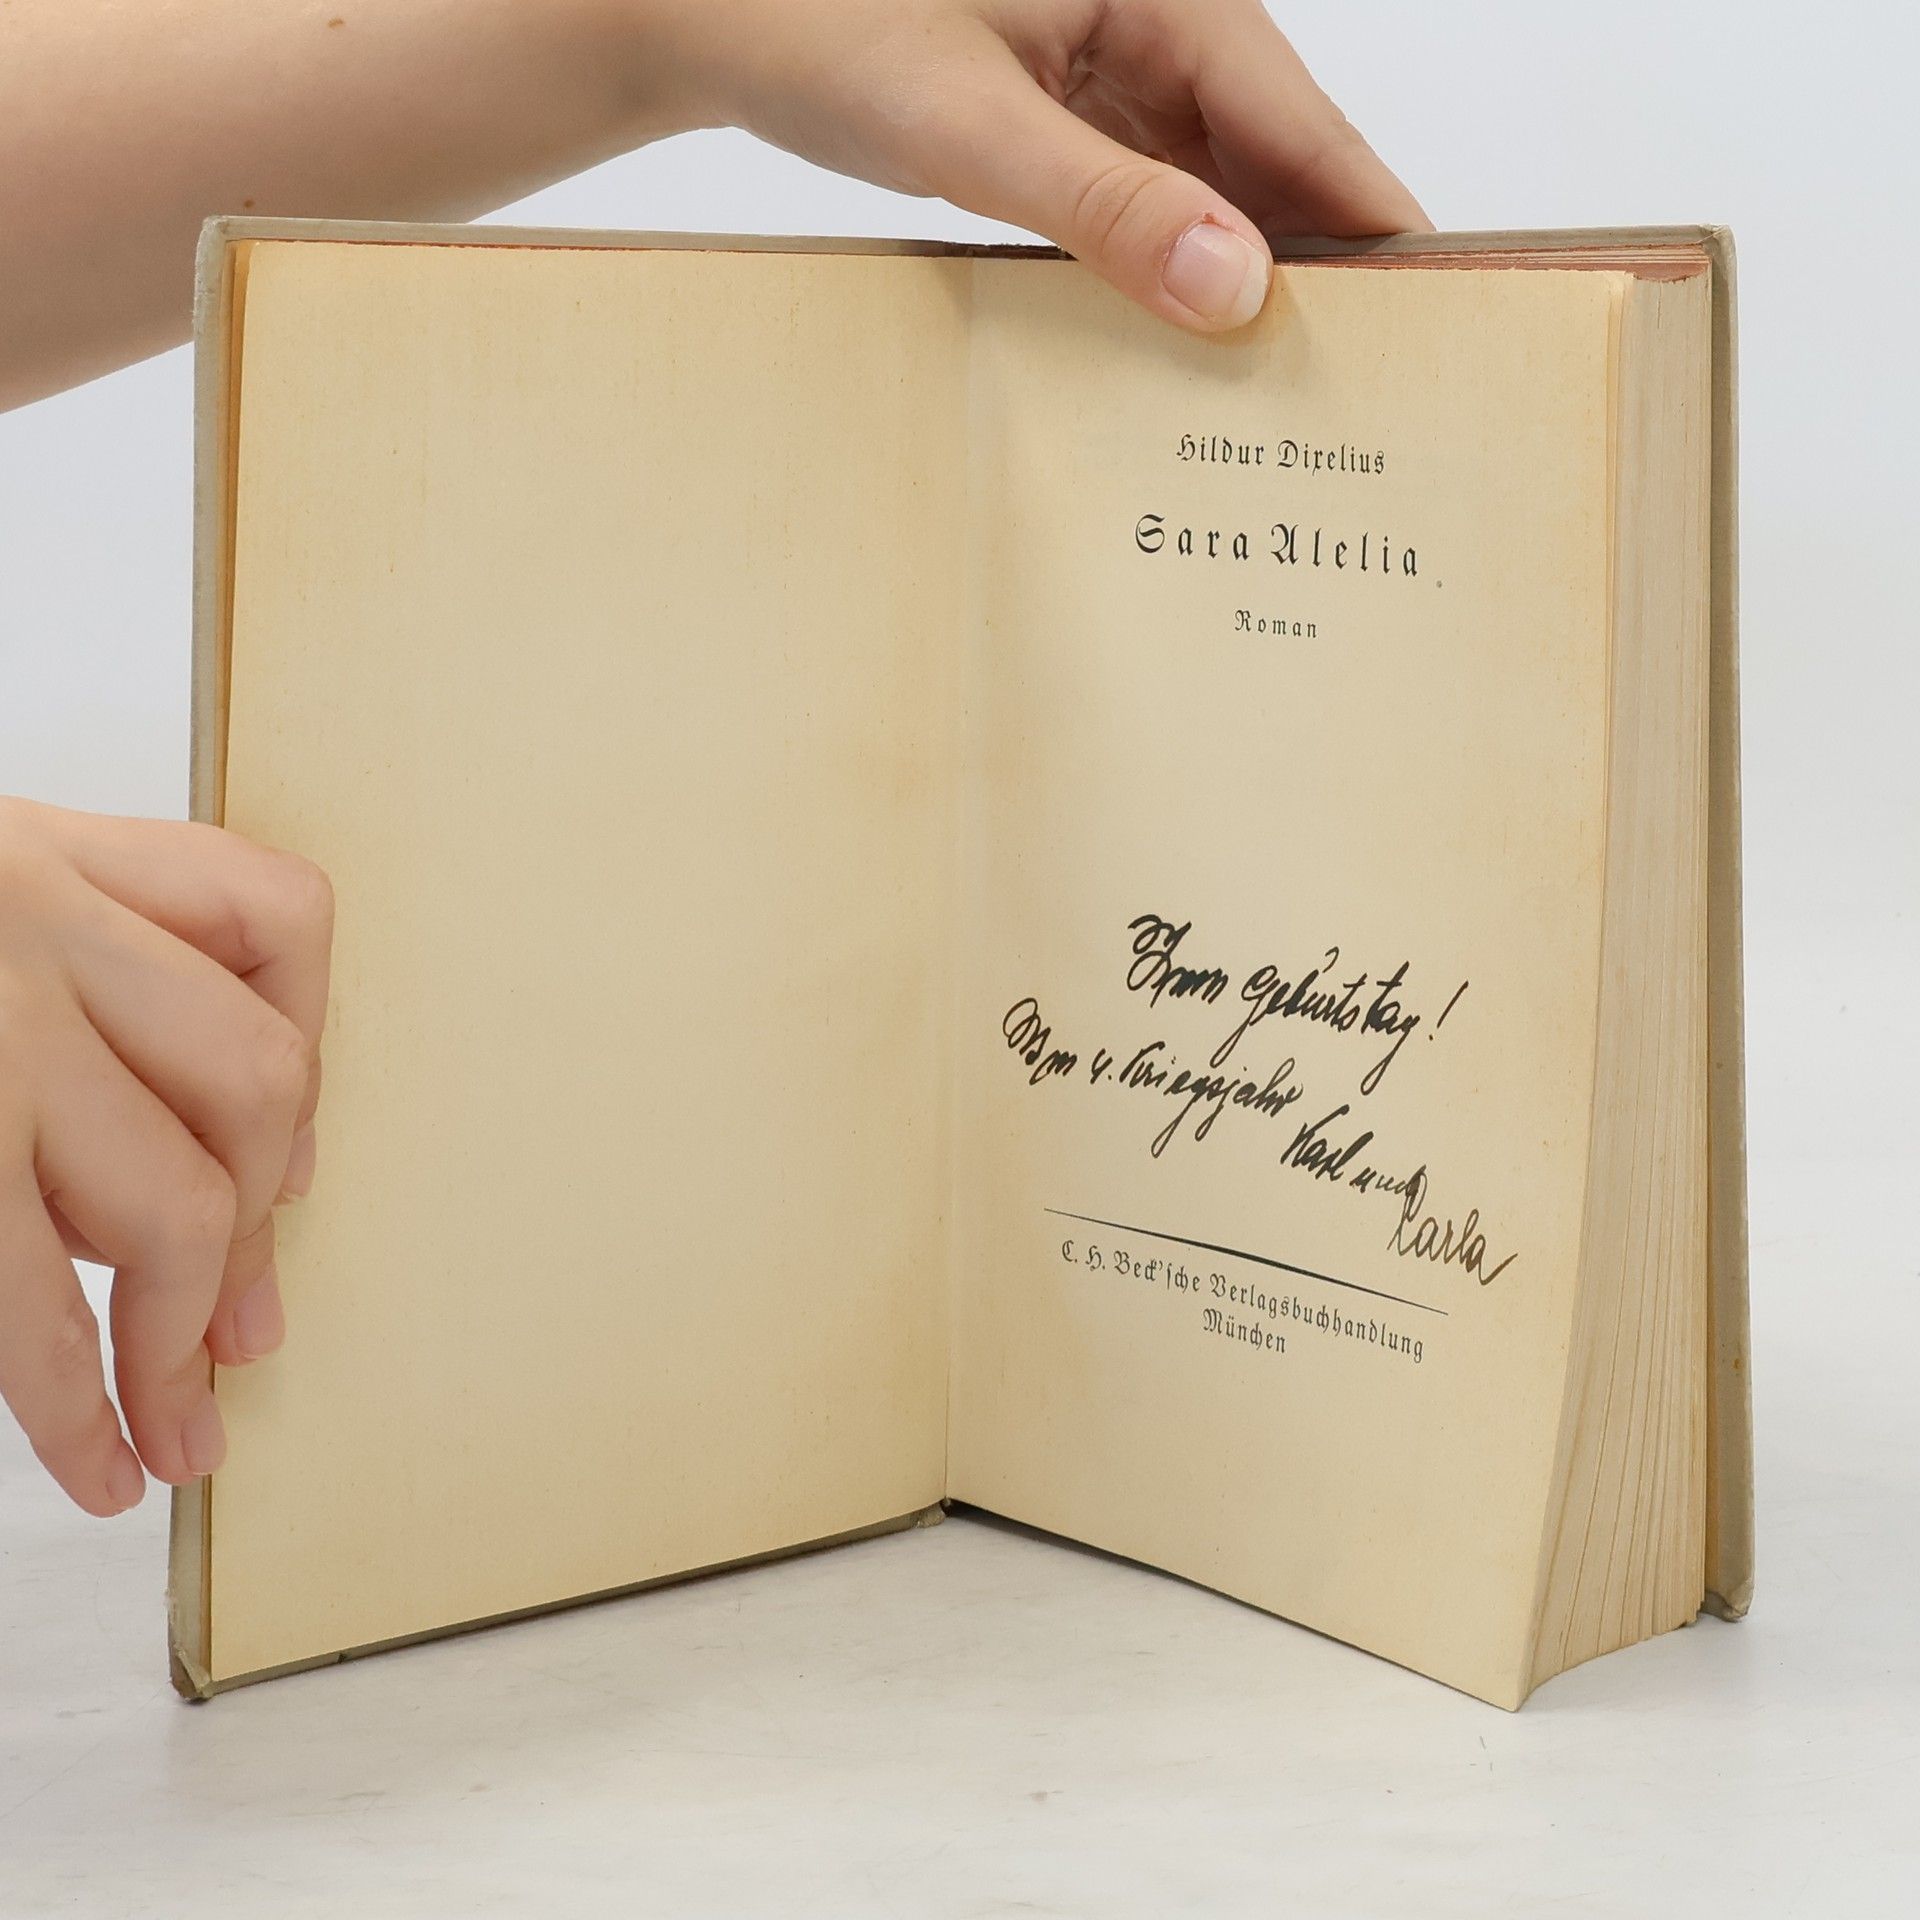 Hildur Dixelius
Sara Alelia
Roman
Zum Geburtstag!
Im 4. Kriegsjahr
Karl und
Carla
C. H. Beck'sche Verlagsbuchhandlung
München